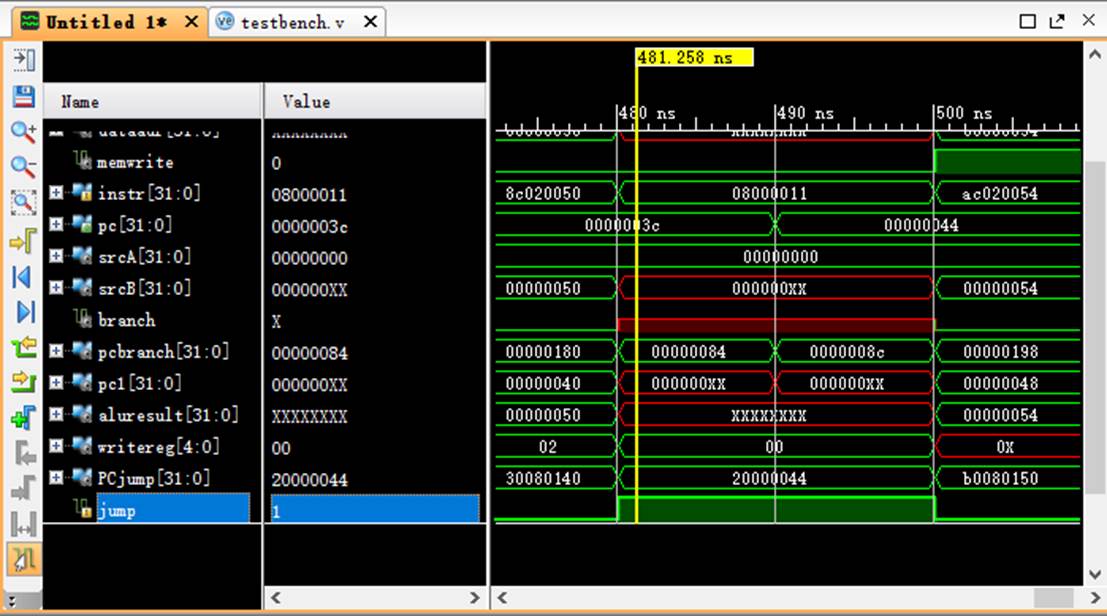 Untitled 1* testbench.v
481.258 ns
Name Value 480 ns 490 ns 500 ns
memwrite 0
instr[31:0] 08000011 8c020050 08000011 ac020054
pc[31:0] 0000003c 0000003c 00000044
srcA[31:0] 00000000 00000000
srcB[31:0] 000000XX 00000050 000000XX 00000054
branch X
pcbranch[31:0] 00000084 00000180 00000084 0000008c 00000198
pc1[31:0] 000000XX 00000040 000000XX 000000XX 00000048
aluresult[31:0] XXXXXXXX 00000050 XXXXXXXX 00000054
writereg[4:0] 00 02 00 0X
PCjump[31:0] 20000044 30080140 20000044 b0080150
jump 1